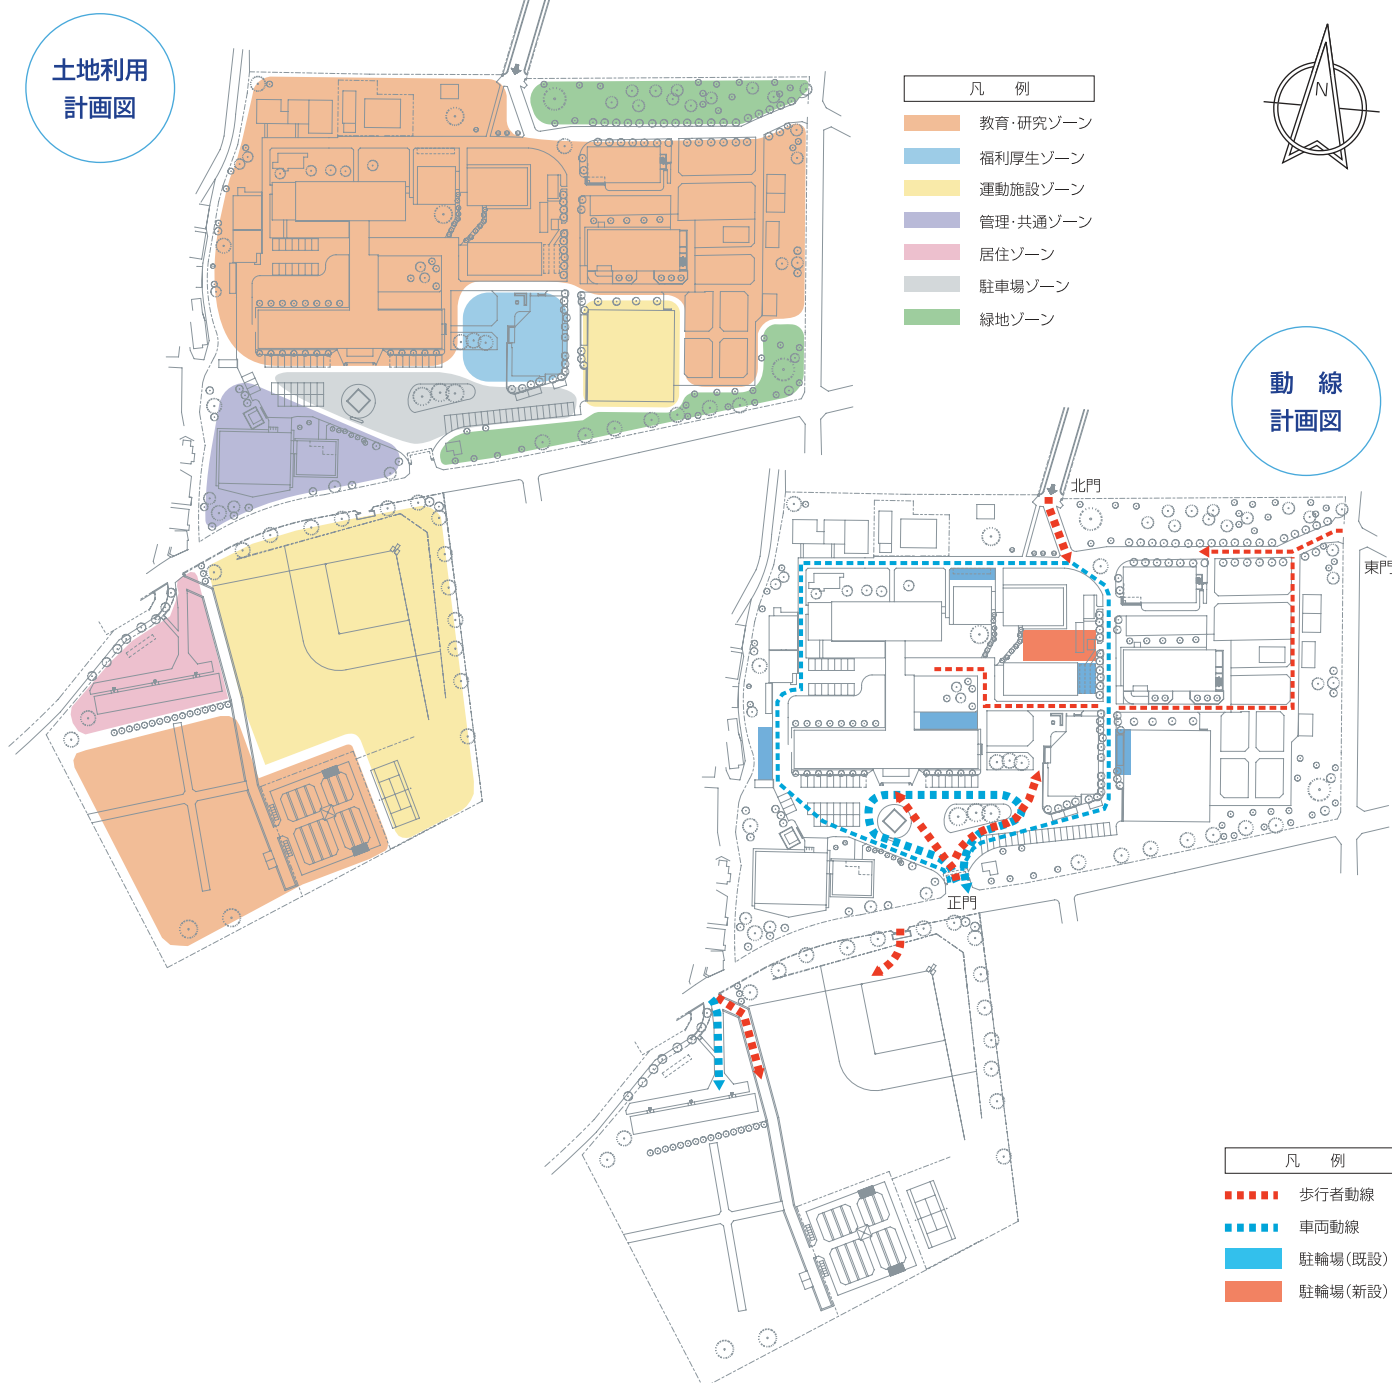 土地利用
計画図
凡 例
教育・研究ゾーン
福利厚生ゾーン
運動施設ゾーン
管理・共通ゾーン
居住ゾーン
駐車場ゾーン
緑地ゾーン
N
動 線
計画図
北門
東門
正門
凡 例
歩行者動線
車両動線
駐輪場(既設)
駐輪場(新設)